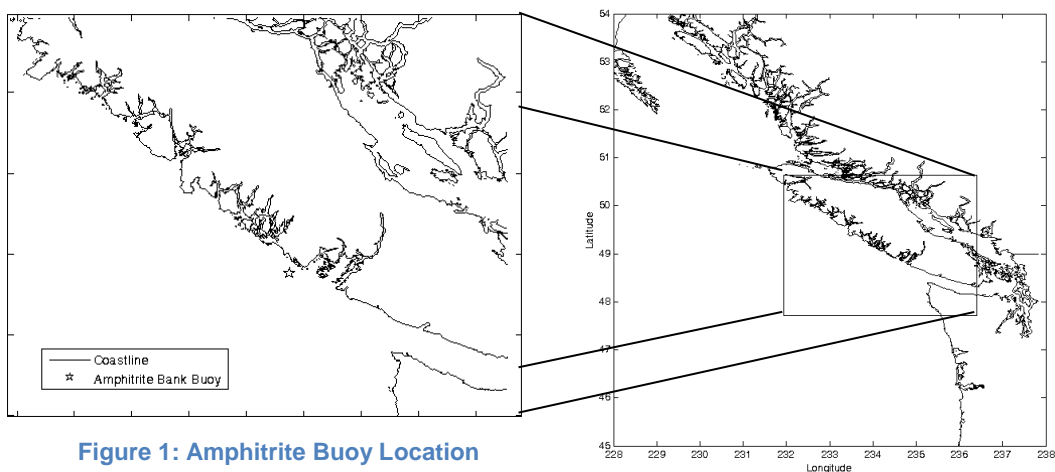 Coastline
Amphitrite Bank Buoy
Figure 1: Amphitrite Buoy Location
54
53
52
51
50
49
48
47
46
45
Latitude
228 229 230 231 232 233 234 235 236 237 238
Longitude